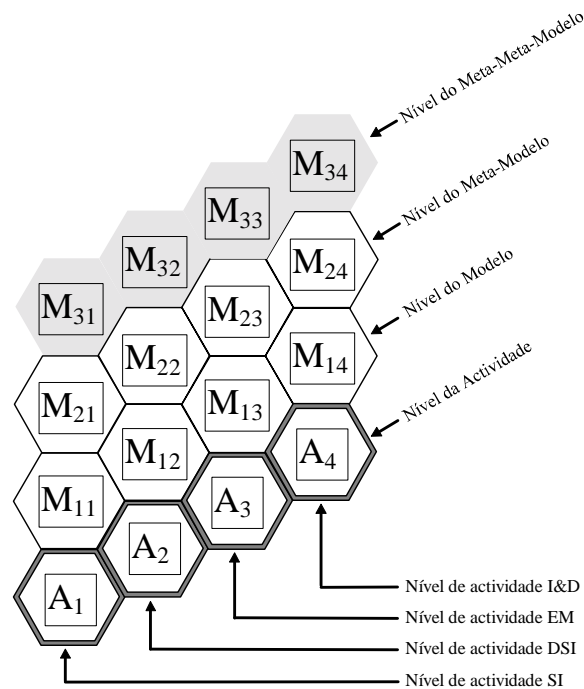 Nível do Meta-Meta-Modelo
M34
Nível do Meta-Modelo
M33
M32
M24
Nível do Modelo
M31
M23
M22
M14
Nível da Actividade
M21
M13
M12
A4
M11
A3
A2
A1
Nível de actividade I&D
Nível de actividade EM
Nível de actividade DSI
Nível de actividade SI